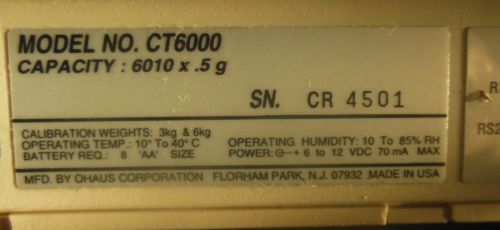 MODEL NO. CT6000
CAPACITY : 6010 x .5 g
SN. CR 4501
CALIBRATION WEIGHTS: 3kg & 6kg
OPERATING TEMP.: 10° To 40° C OPERATING HUMIDITY: 10 To 85% RH
BATTERY REQ.: 8 'AA' SIZE POWER: + 6 to 12 VDC 70 mA MAX
MFD. BY OHAUS CORPORATION FLORHAM PARK, N.J. 07932 MADE IN USA
RS2